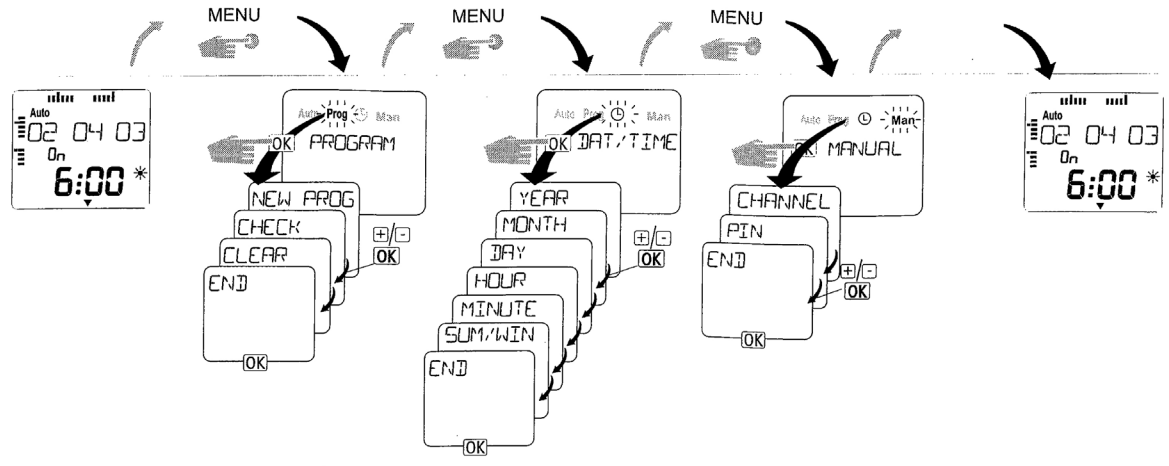 MENU
MENU
MENU
Auto
02 04 03
On
6:00
Auto Prog Man
OK PROGRAM
NEW PROG
CHECK
CLEAR
END
OK
+/-
OK
Auto Prog Man
OK DAT/TIME
YEAR
MONTH
DAY
HOUR
MINUTE
SUM/WIN
END
OK
+/-
OK
Auto Prog Man
OK MANUAL
CHANNEL
PIN
END
OK
+/-
OK
Auto
02 04 03
On
6:00